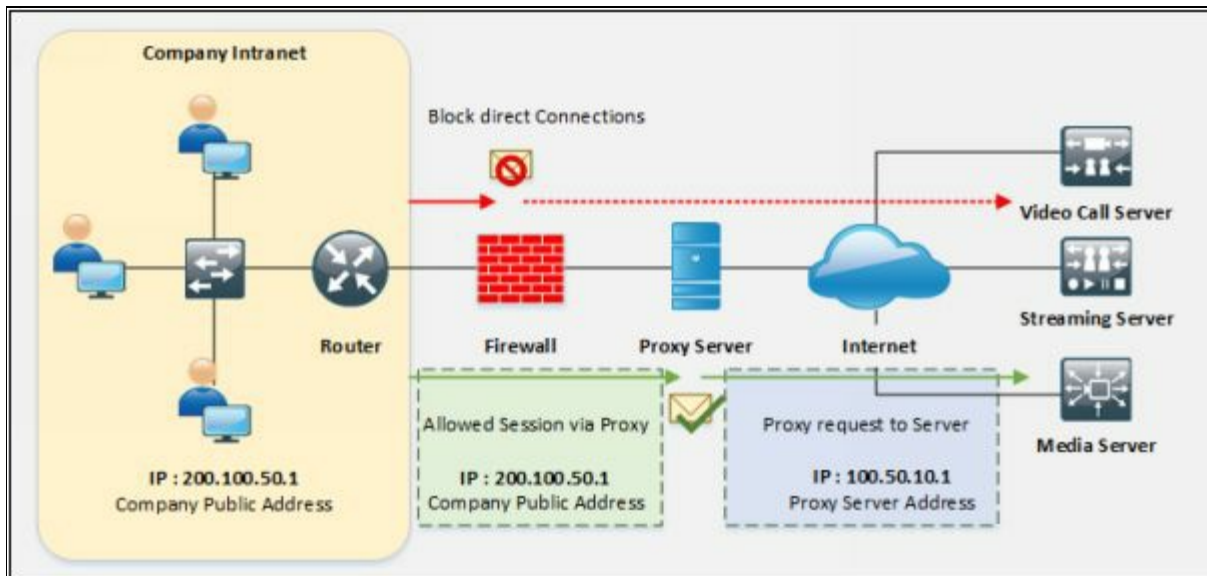 Company Intranet
Block direct Connections
Video Call Server
Router
Firewall
Proxy Server
Internet
Streaming Server
Allowed Session via Proxy
Proxy request to Server
Media Server
IP : 200.100.50.1
Company Public Address
IP : 200.100.50.1
Company Public Address
IP : 100.50.10.1
Proxy Server Address